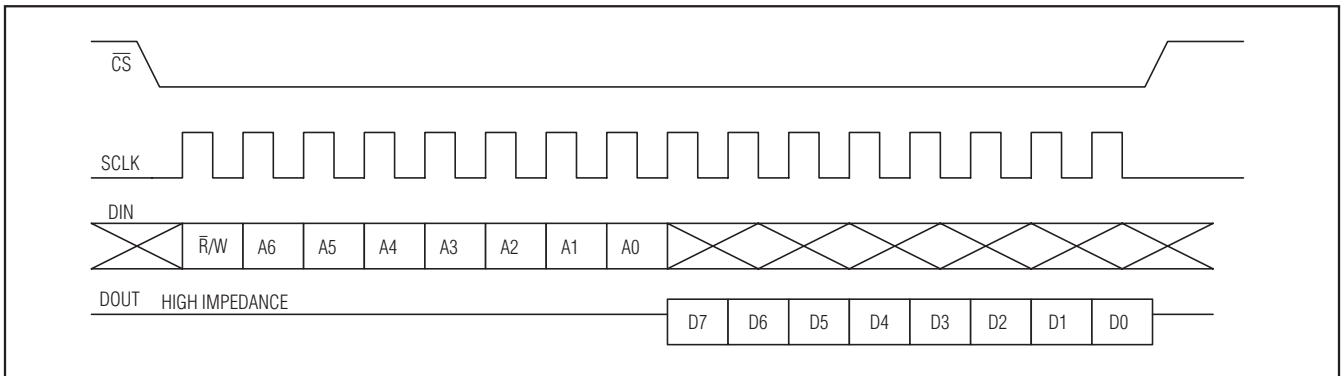 C̅S̅
SCLK
DIN
R̅/W A6 A5 A4 A3 A2 A1 A0
DOUT HIGH IMPEDANCE
D7 D6 D5 D4 D3 D2 D1 D0